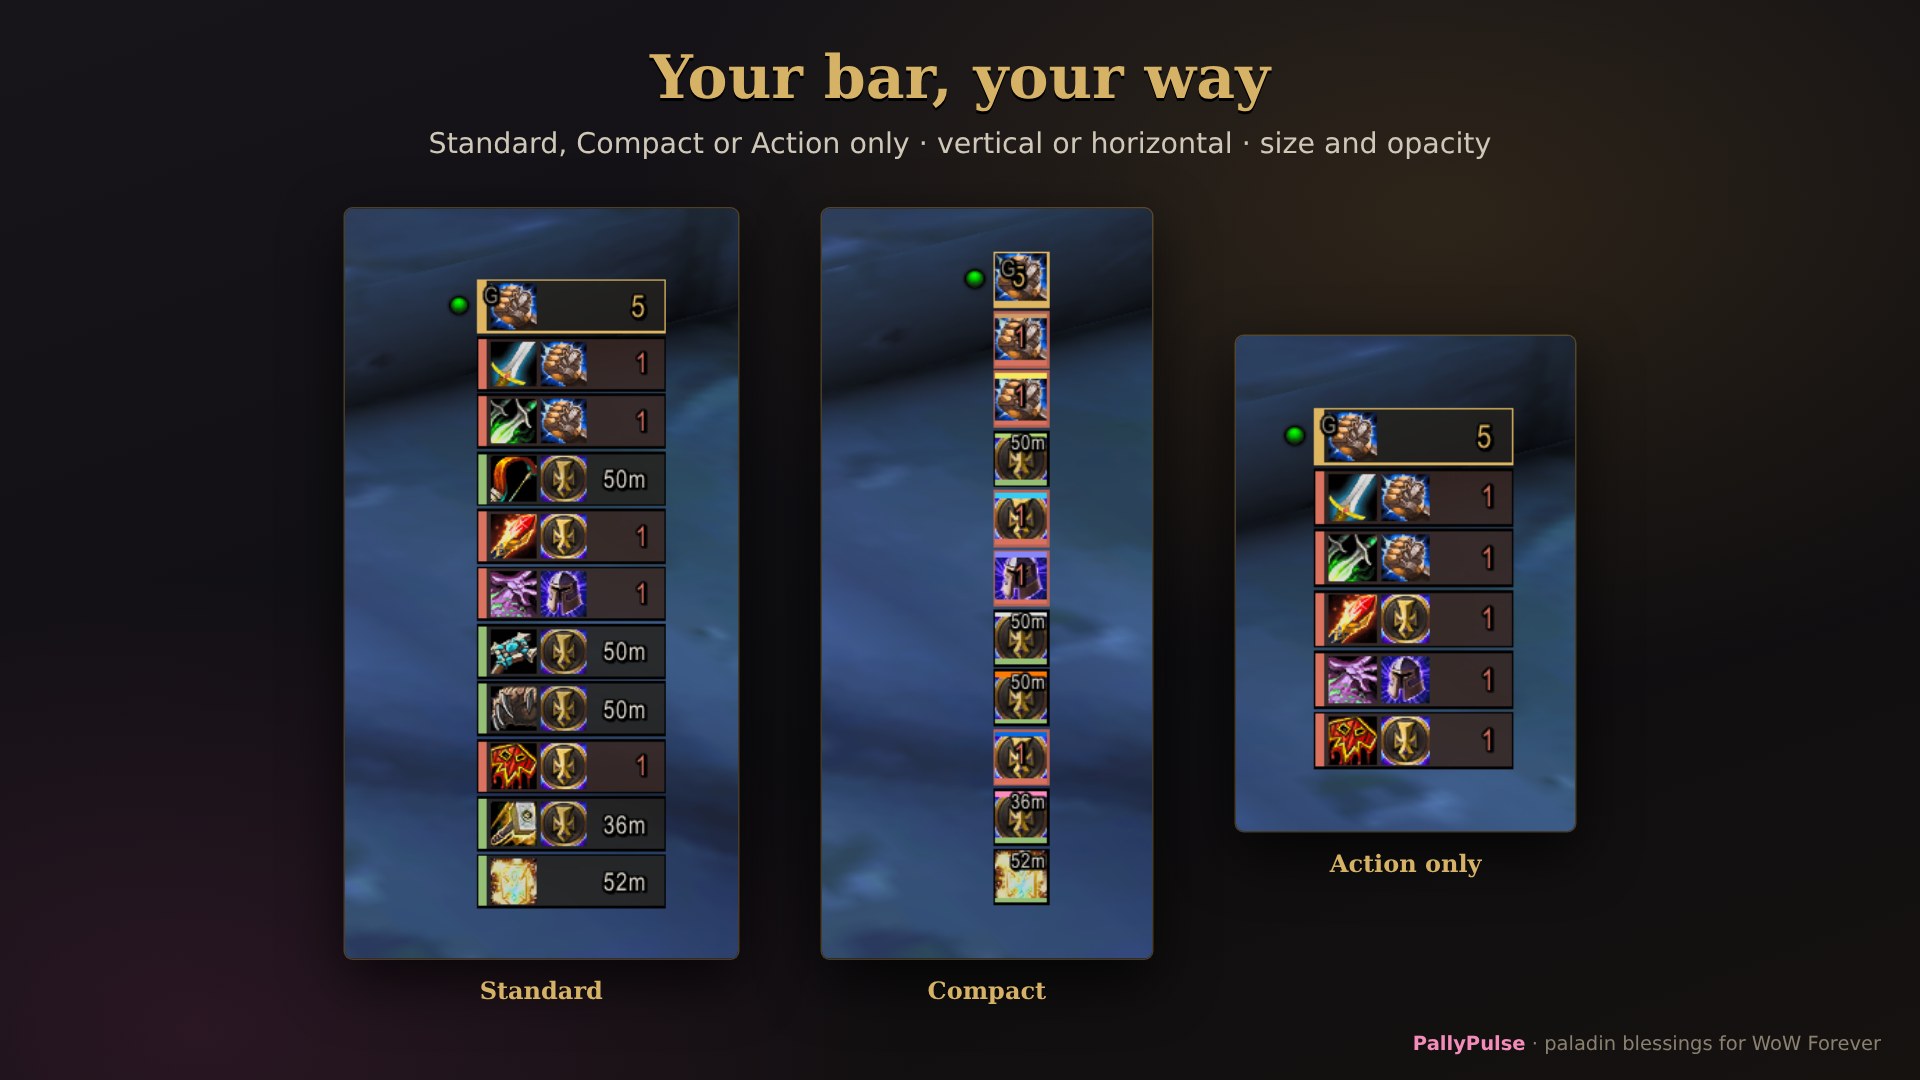 Your bar, your way
Standard, Compact or Action only · vertical or horizontal · size and opacity
G 5
1
1
50m
1
1
50m
50m
1
36m
52m
Standard
G 5
1
1
50m
1
1
50m
50m
1
36m
52m
Compact
G 5
1
1
1
1
1
Action only
PallyPulse · paladin blessings for WoW Forever